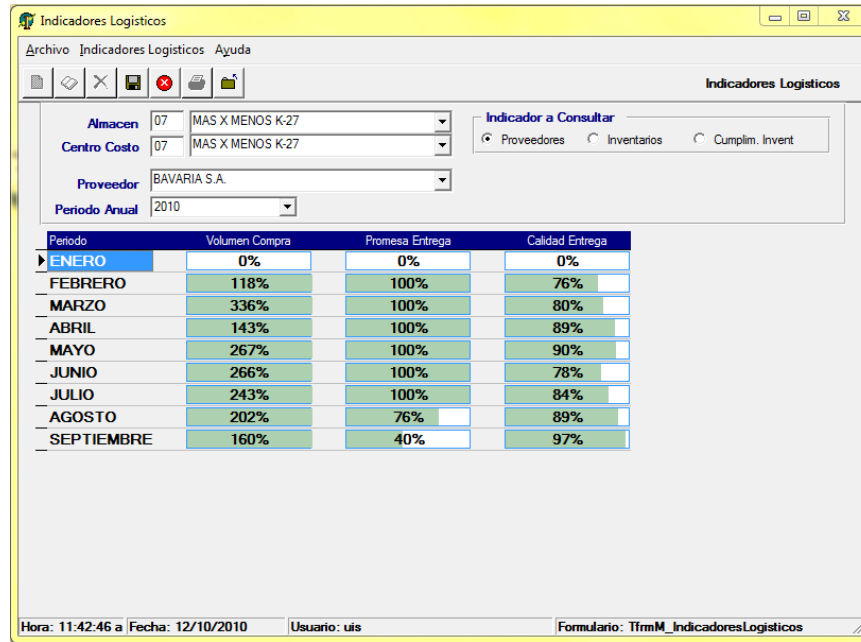 Indicadores Logisticos
Archivo Indicadores Logisticos Ayuda
Indicadores Logisticos
Almacen 07 MAS X MENOS K-27
Centro Costo 07 MAS X MENOS K-27
Proveedor BAVARIA S.A.
Periodo Anual 2010
Indicador a Consultar
Proveedores Inventarios Cumplim. Invent
Periodo Volumen Compra Promesa Entrega Calidad Entrega
ENERO 0% 0% 0%
FEBRERO 118% 100% 76%
MARZO 336% 100% 80%
ABRIL 143% 100% 89%
MAYO 267% 100% 90%
JUNIO 266% 100% 78%
JULIO 243% 100% 84%
AGOSTO 202% 76% 89%
SEPTIEMBRE 160% 40% 97%
Hora: 11:42:46 a Fecha: 12/10/2010 Usuario: uis Formulario: TfrmM_IndicadoresLogisticos